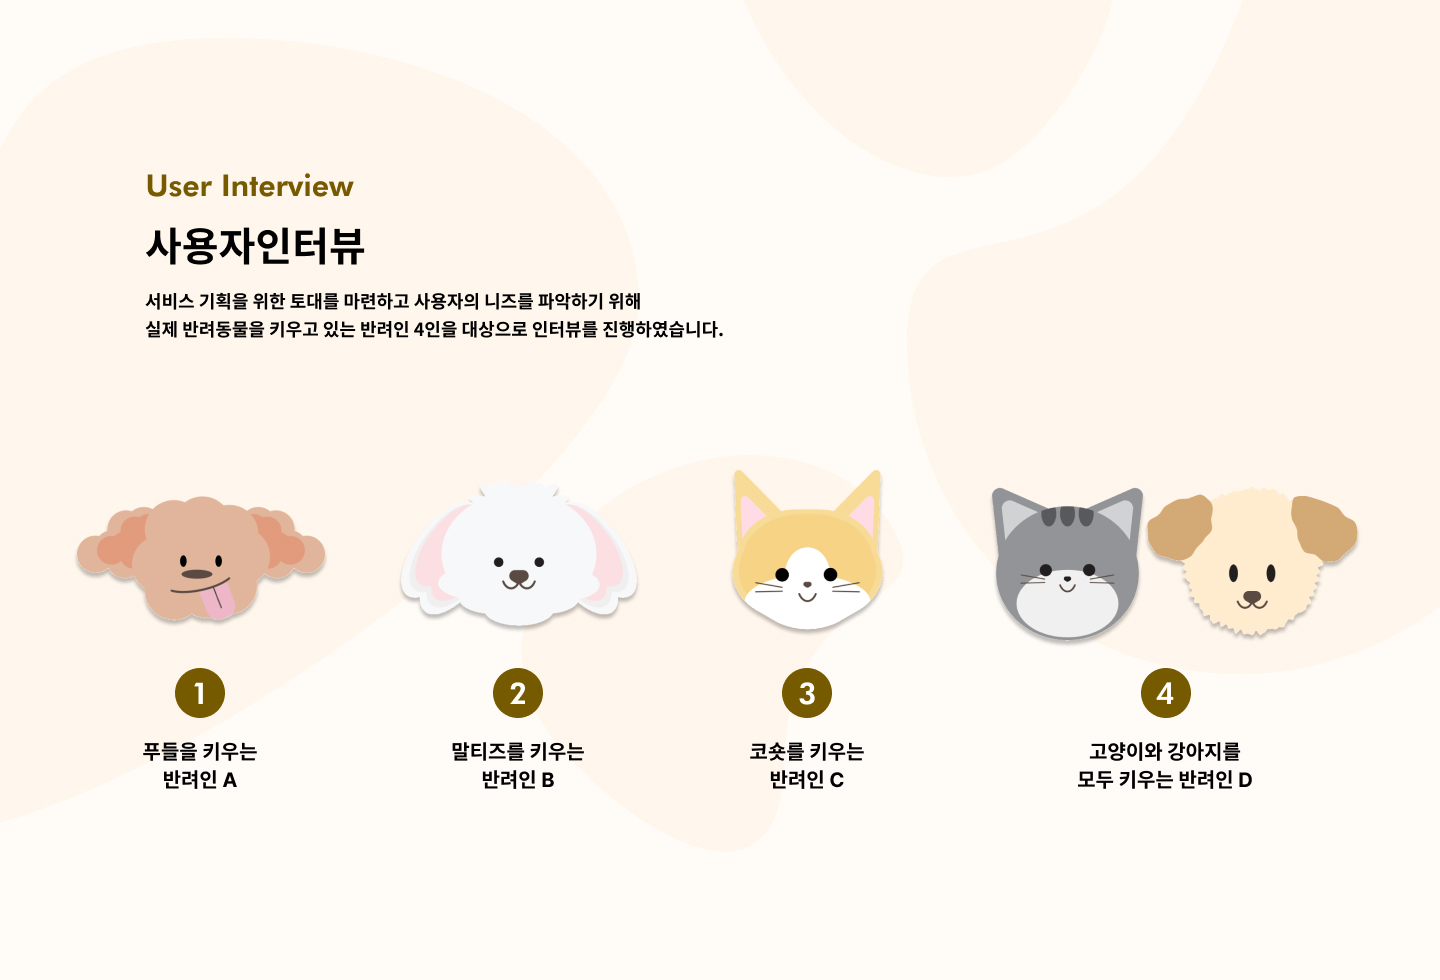 User Interview
사용자인터뷰
서비스 기획을 위한 토대를 마련하고 사용자의 니즈를 파악하기 위해
실제 반려동물을 키우고 있는 반려인 4인을 대상으로 인터뷰를 진행하였습니다.
1
푸들을 키우는
반려인 A
2
말티즈를 키우는
반려인 B
3
코숏를 키우는
반려인 C
4
고양이와 강아지를
모두 키우는 반려인 D